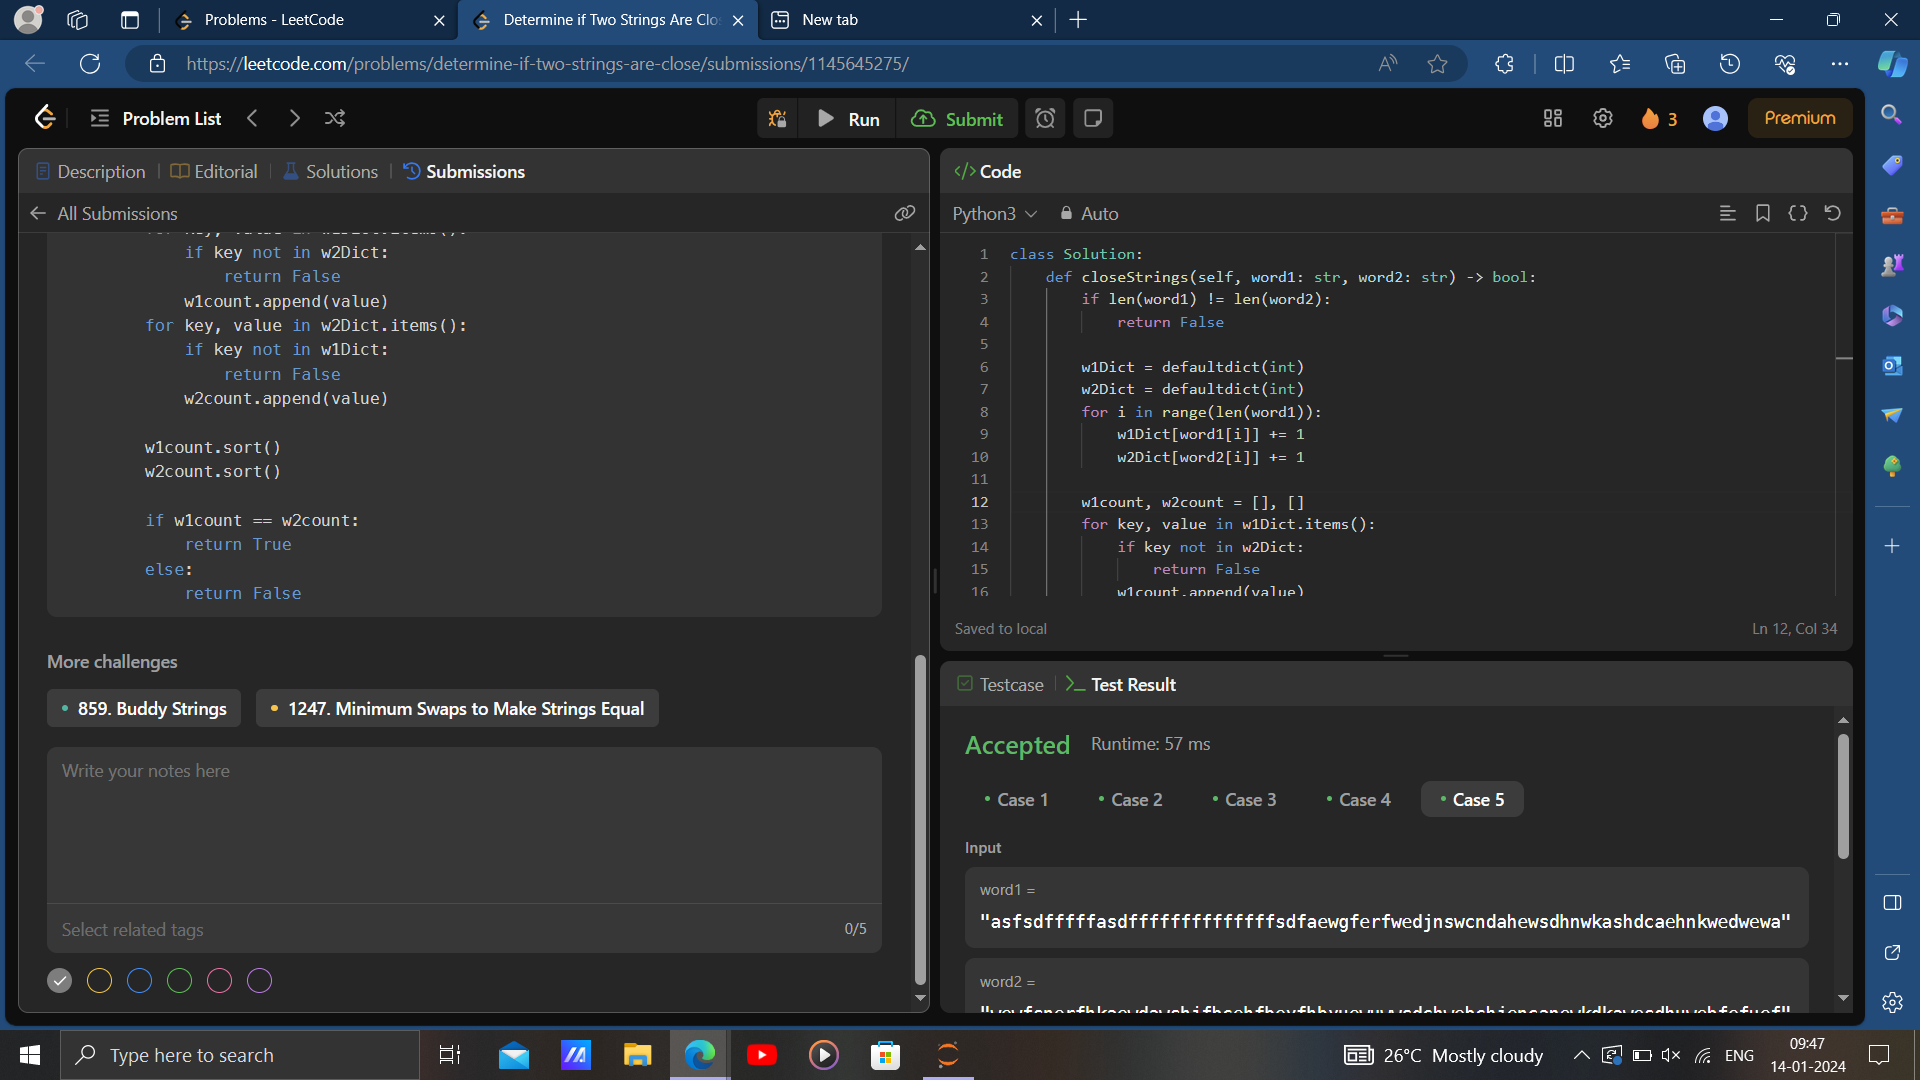 Problems - LeetCode
Determine if Two Strings Are Clo
New tab
https://leetcode.com/problems/determine-if-two-strings-are-close/submissions/1145645275/
Problem List
Run
Submit
3
Premium
Description
Editorial
Solutions
Submissions
All Submissions
if key not in w2Dict:
return False
w1count.append(value)
for key, value in w2Dict.items():
if key not in w1Dict:
return False
w2count.append(value)
w1count.sort()
w2count.sort()
if w1count == w2count:
return True
else:
return False
More challenges
859. Buddy Strings
1247. Minimum Swaps to Make Strings Equal
Write your notes here
Select related tags
0/5
</> Code
Python3
Auto
1 class Solution:
2 def closeStrings(self, word1: str, word2: str) -> bool:
3 if len(word1) != len(word2):
4 return False
5
6 w1Dict = defaultdict(int)
7 w2Dict = defaultdict(int)
8 for i in range(len(word1)):
9 w1Dict[word1[i]] += 1
10 w2Dict[word2[i]] += 1
11
12 w1count, w2count = [], []
13 for key, value in w1Dict.items():
14 if key not in w2Dict:
15 return False
16 w1count.append(value)
Saved to local
Ln 12, Col 34
Testcase
Test Result
Accepted
Runtime: 57 ms
Case 1
Case 2
Case 3
Case 4
Case 5
Input
word1 =
"asfsdfffffasdfffffffffffffffsdfaewgferfwedjnswcndahewsdhnwkashdcaehnkwedwewa"
word2 =
Type here to search
26°C Mostly cloudy
ENG
09:47
14-01-2024